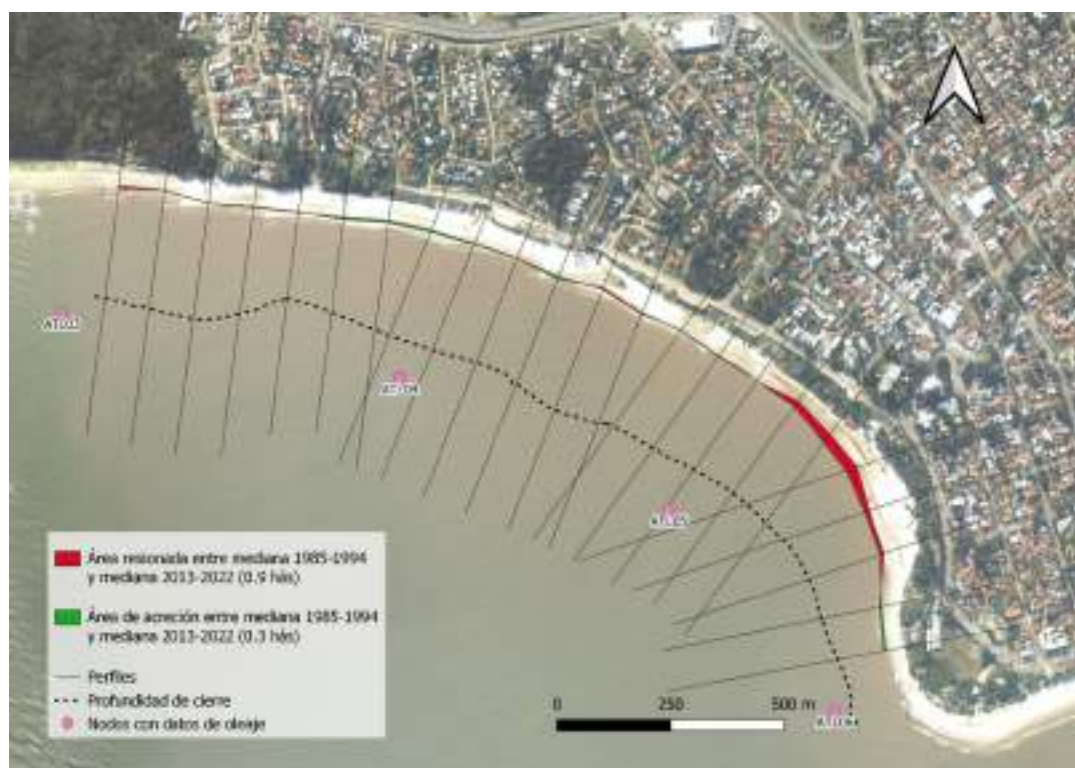 0
250
500 m
Área resionada entre mediana 1985-1994
y mediana 2013-2022 (0.9 hás)
Área de acreción entre mediana 1985-1994
y mediana 2013-2022 (0.3 hás)
Perfiles
Profundidad de cierre
Nodos con datos de oleaje